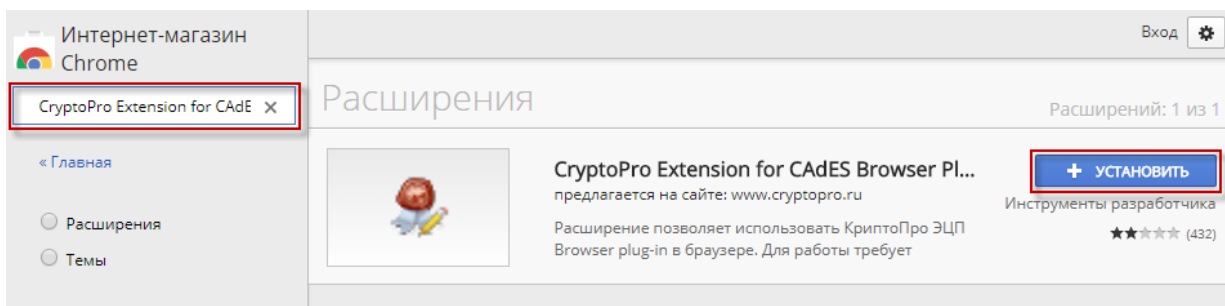 Интернет-магазин
Chrome
CryptoPro Extension for CAdE
« Главная
Расширения
Темы
Вход
Расширения
Расширений: 1 из 1
CryptoPro Extension for CAdES Browser Pl...
предлагается на сайте: www.cryptopro.ru
Расширение позволяет использовать КриптоПро ЭЦП
Browser plug-in в браузере. Для работы требует
+ УСТАНОВИТЬ
Инструменты разработчика
(432)